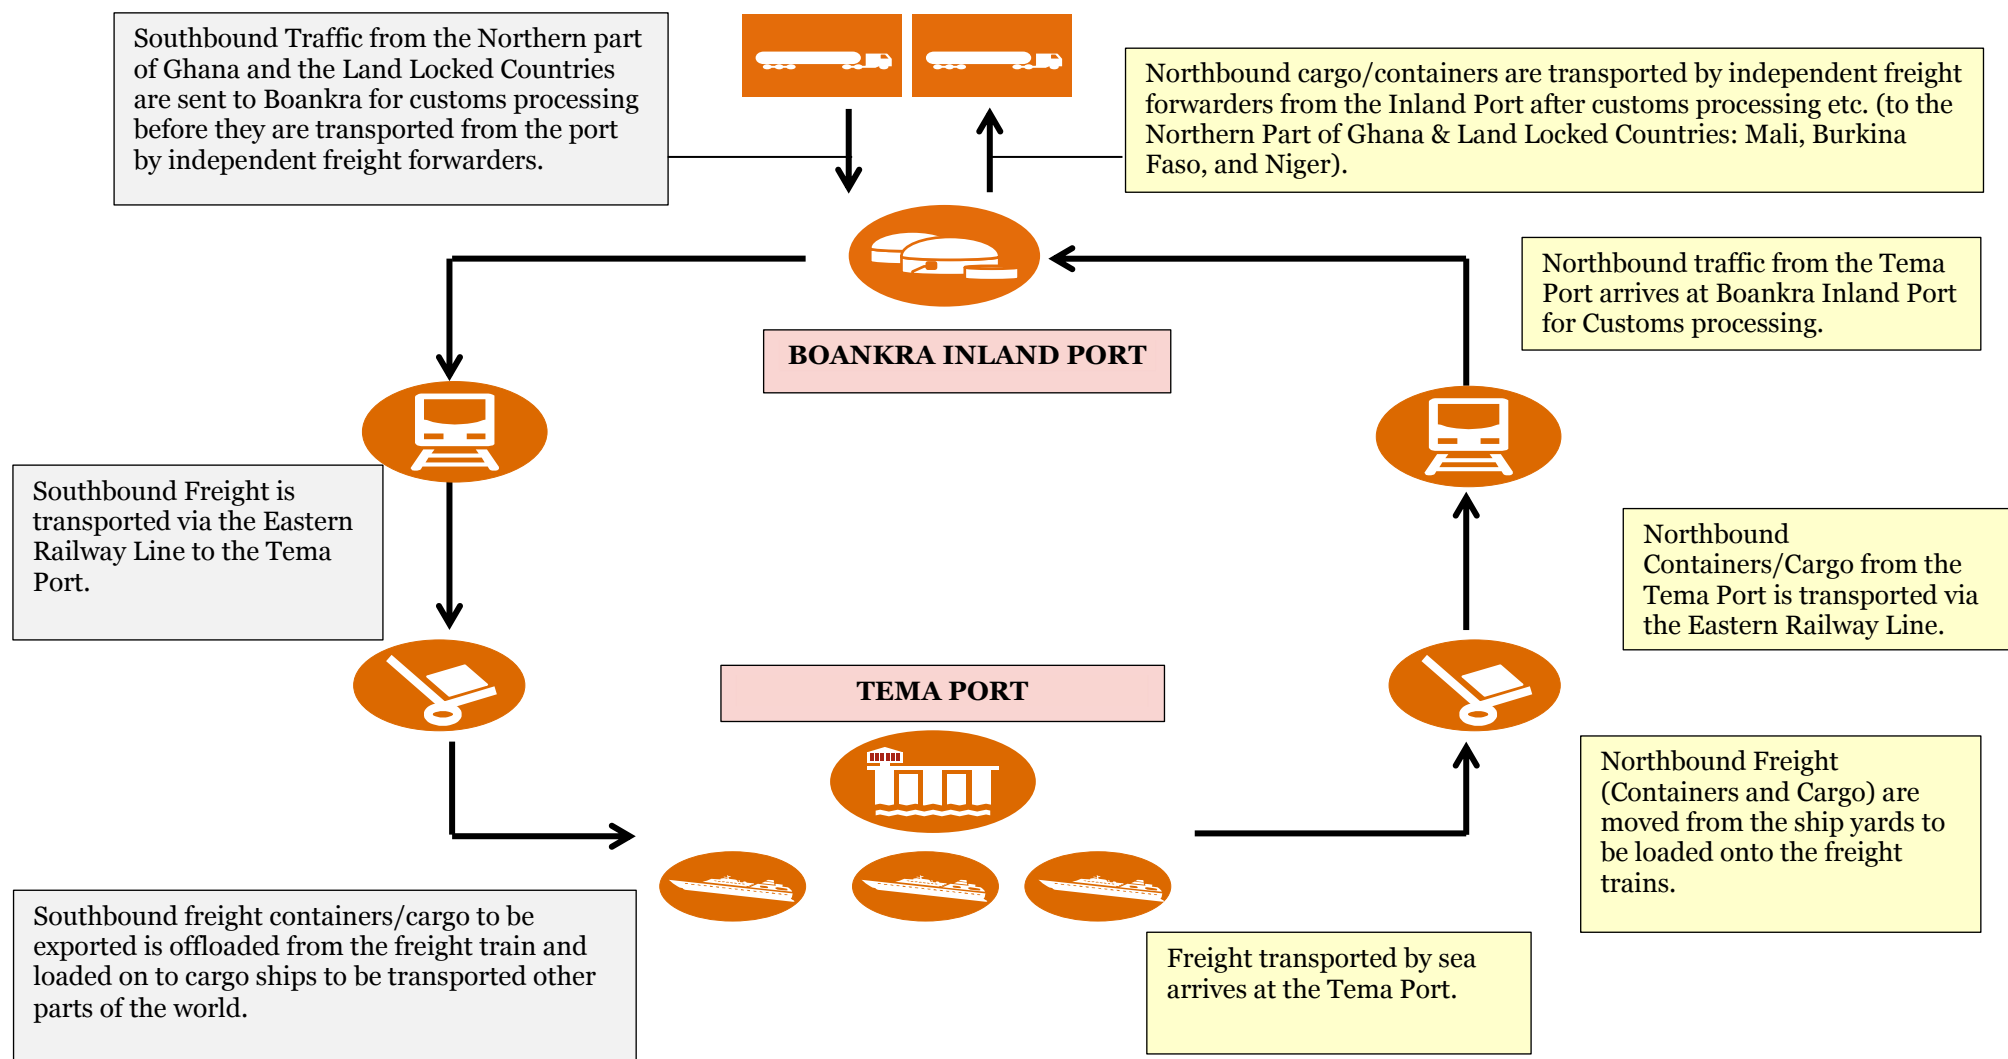 Southbound Traffic from the Northern part
of Ghana and the Land Locked Countries
are sent to Boankra for customs processing
before they are transported from the port
by independent freight forwarders.
Northbound cargo/containers are transported by independent freight
forwarders from the Inland Port after customs processing etc. (to the
Northern Part of Ghana & Land Locked Countries: Mali, Burkina
Faso, and Niger).
Northbound traffic from the Tema
Port arrives at Boankra Inland Port
for Customs processing.
BOANKRA INLAND PORT
Southbound Freight is
transported via the Eastern
Railway Line to the Tema
Port.
Northbound
Containers/Cargo from the
Tema Port is transported via
the Eastern Railway Line.
TEMA PORT
Northbound Freight
(Containers and Cargo) are
moved from the ship yards to
be loaded onto the freight
trains.
Southbound freight containers/cargo to be
exported is offloaded from the freight train and
loaded on to cargo ships to be transported other
parts of the world.
Freight transported by sea
arrives at the Tema Port.